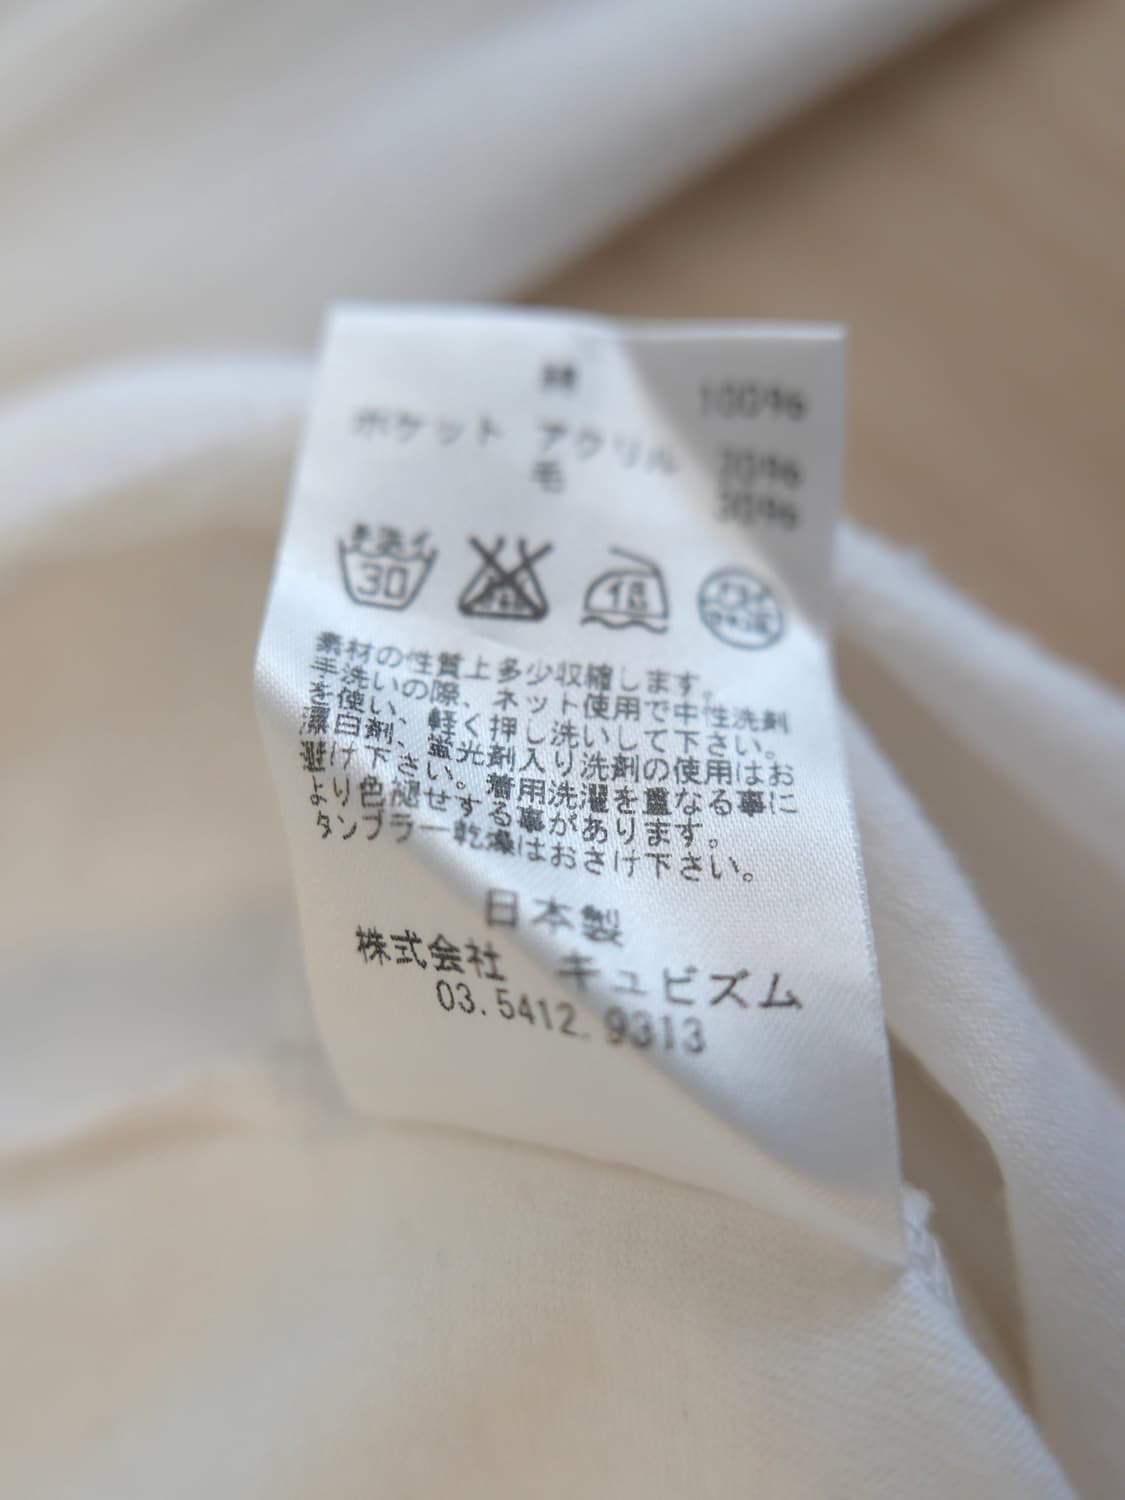 綿 100%
ポケット アクリル
毛
手洗イ
30
低
素材の性質上多少収縮します。
手洗いの際、ネット使用で中性洗剤
を使い、軽く押し洗いして下さい。
漂白剤、蛍光剤入り洗剤の使用はお
避け下さい。着用洗濯を重なる事に
より色褪せする事があります。
タンブラー乾燥はおさけ下さい。
日本製
株式会社 キュビズム
03.5412.9313